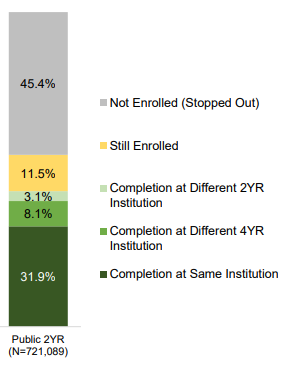 45.4%
11.5%
3.1%
8.1%
31.9%
Not Enrolled (Stopped Out)
Still Enrolled
Completion at Different 2YR
Institution
Completion at Different 4YR
Institution
Completion at Same Institution
Public 2YR
(N=721,089)